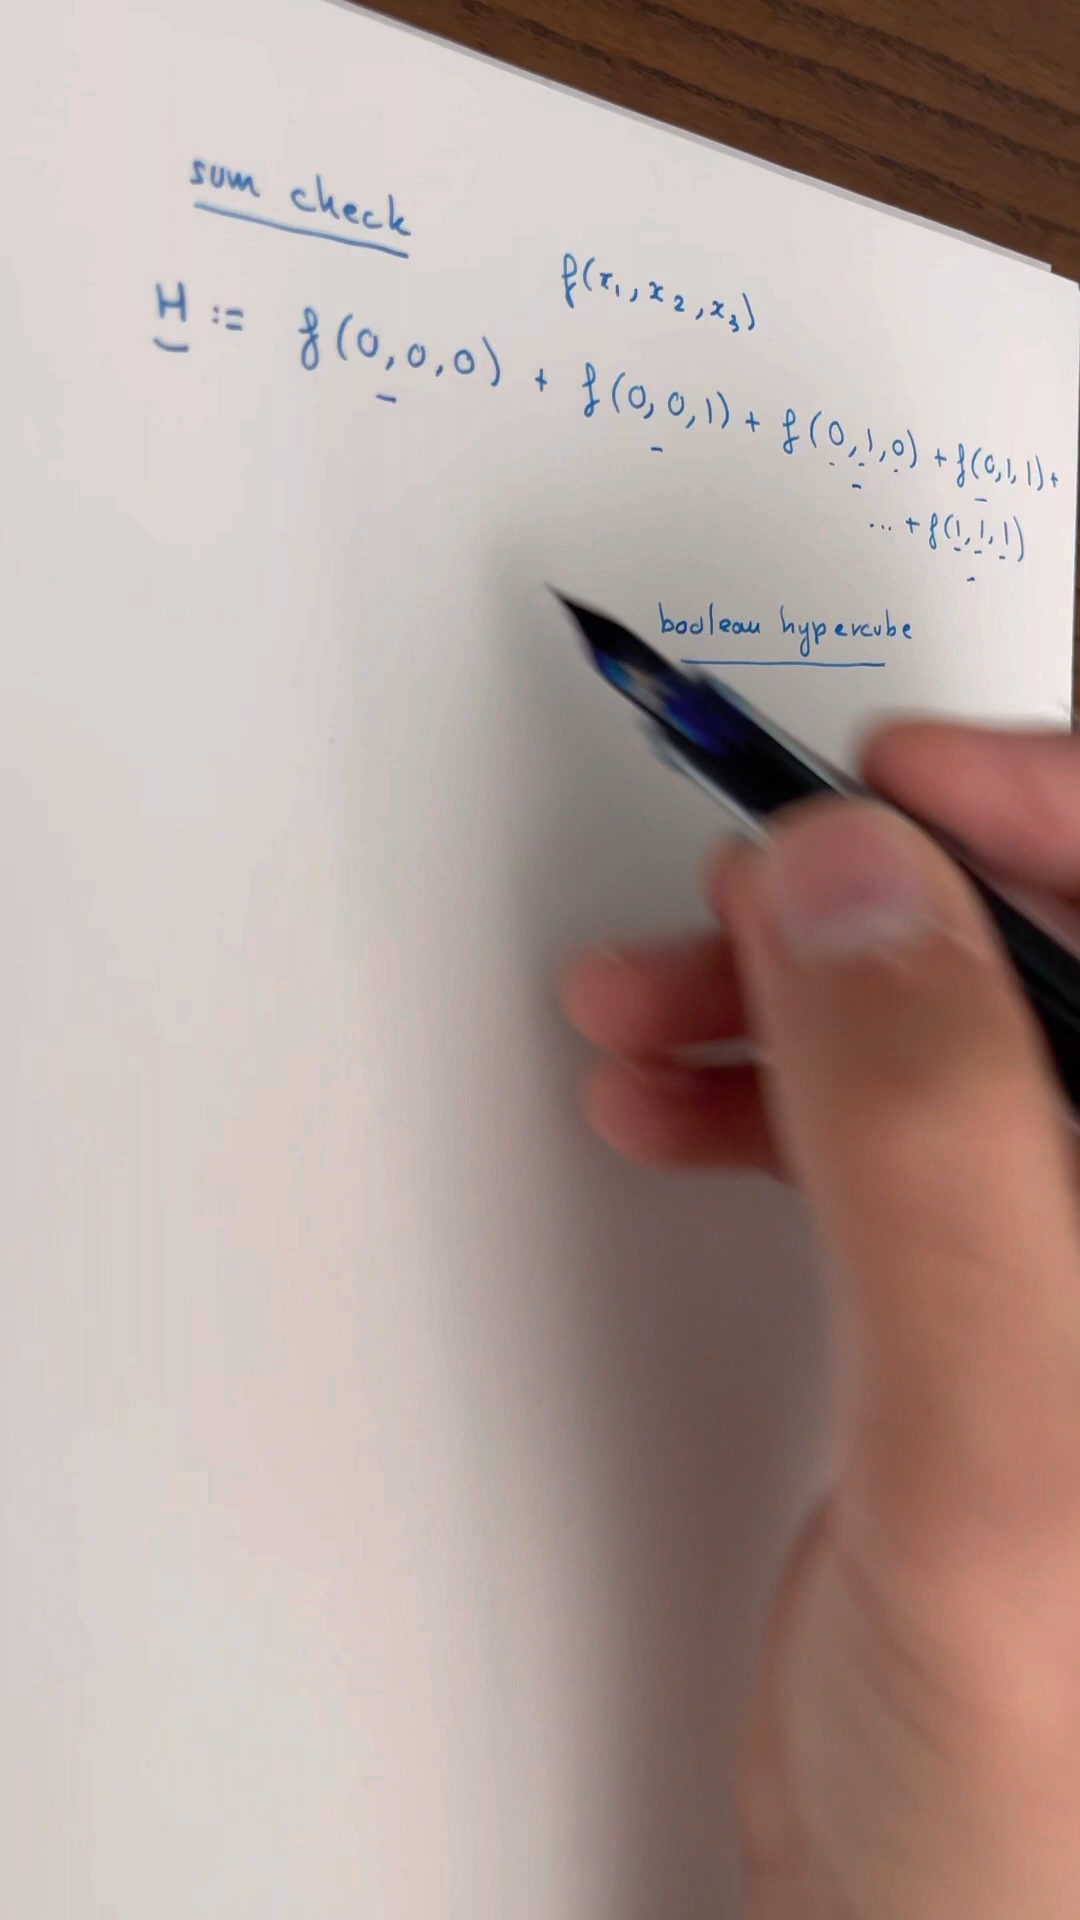 sum check
f(x₁, x₂, x₃)
H := f(0,0,0) + f(0,0,1) + f(0,1,0) + f(0,1,1) +
... + f(1,1,1)
boolean hypercube